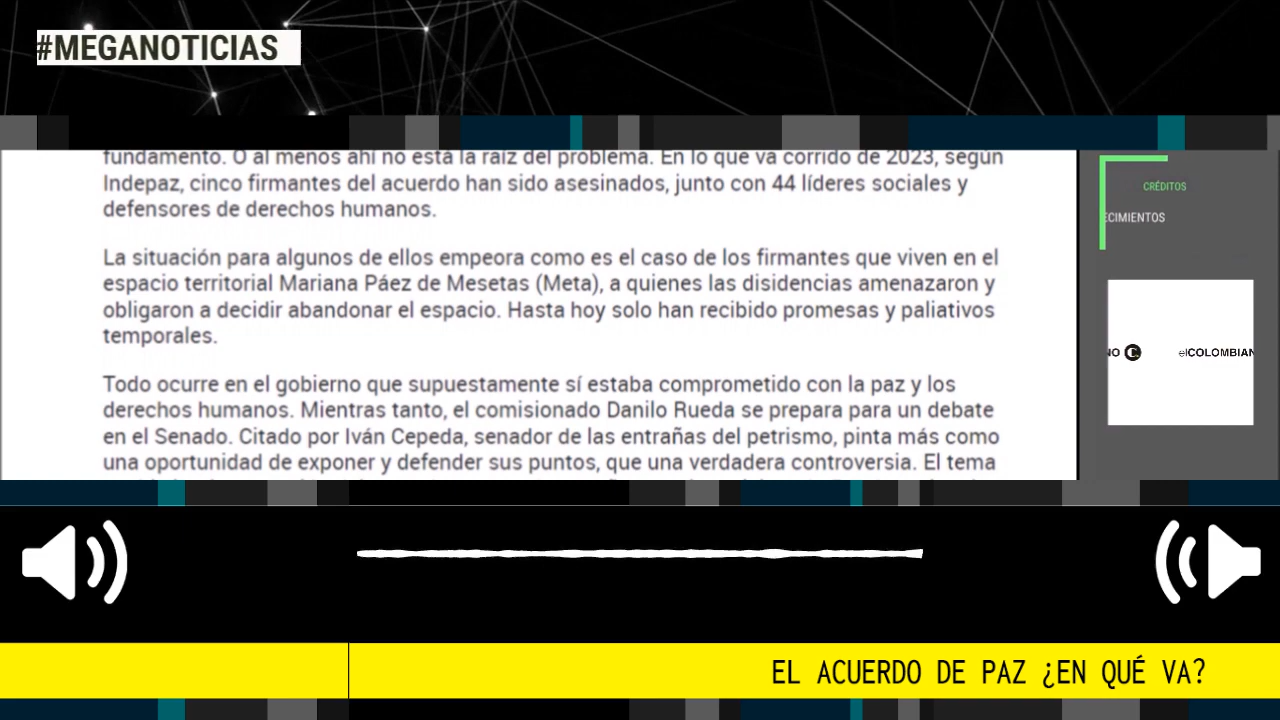 #MEGANOTICIAS
fundamento. O al menos ahí no está la raíz del problema. En lo que va corrido de 2023, según
Indepaz, cinco firmantes del acuerdo han sido asesinados, junto con 44 líderes sociales y
defensores de derechos humanos.
La situación para algunos de ellos empeora como es el caso de los firmantes que viven en el
espacio territorial Mariana Páez de Mesetas (Meta), a quienes las disidencias amenazaron y
obligaron a decidir abandonar el espacio. Hasta hoy solo han recibido promesas y paliativos
temporales.
Todo ocurre en el gobierno que supuestamente sí estaba comprometido con la paz y los
derechos humanos. Mientras tanto, el comisionado Danilo Rueda se prepara para un debate
en el Senado. Citado por Iván Cepeda, senador de las entrañas del petrismo, pinta más como
una oportunidad de exponer y defender sus puntos, que una verdadera controversia. El tema
CRÉDITOS
ECIMIENTOS
NO C elCOLOMBIAN
EL ACUERDO DE PAZ ¿EN QUÉ VA?